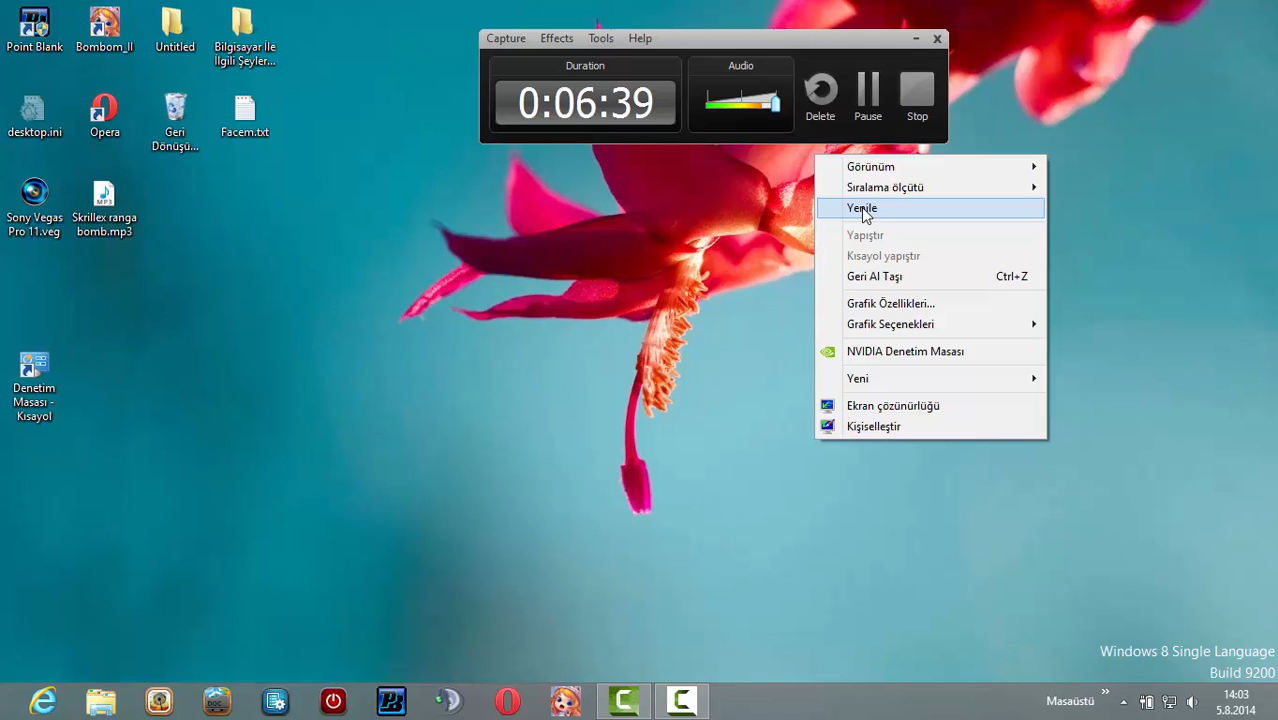 Point Blank
Bombom_II
Untitled
Bilgisayar İle
İlgili Şeyler...
desktop.ini
Opera
Geri
Dönüşü...
Facem.txt
Sony Vegas
Pro 11.veg
Skrillex ranga
bomb.mp3
Denetim
Masası -
Kısayol
Capture Effects Tools Help
Duration
0:06:39
Audio
Delete
Pause
Stop
Görünüm
Sıralama ölçütü
Yenile
Yapıştır
Kısayol yapıştır
Geri Al Taşı Ctrl+Z
Grafik Özellikleri...
Grafik Seçenekleri
NVIDIA Denetim Masası
Yeni
Ekran çözünürlüğü
Kişiselleştir
Windows 8 Single Language
Build 9200
DOC
Masaüstü
14:03
5.8.2014